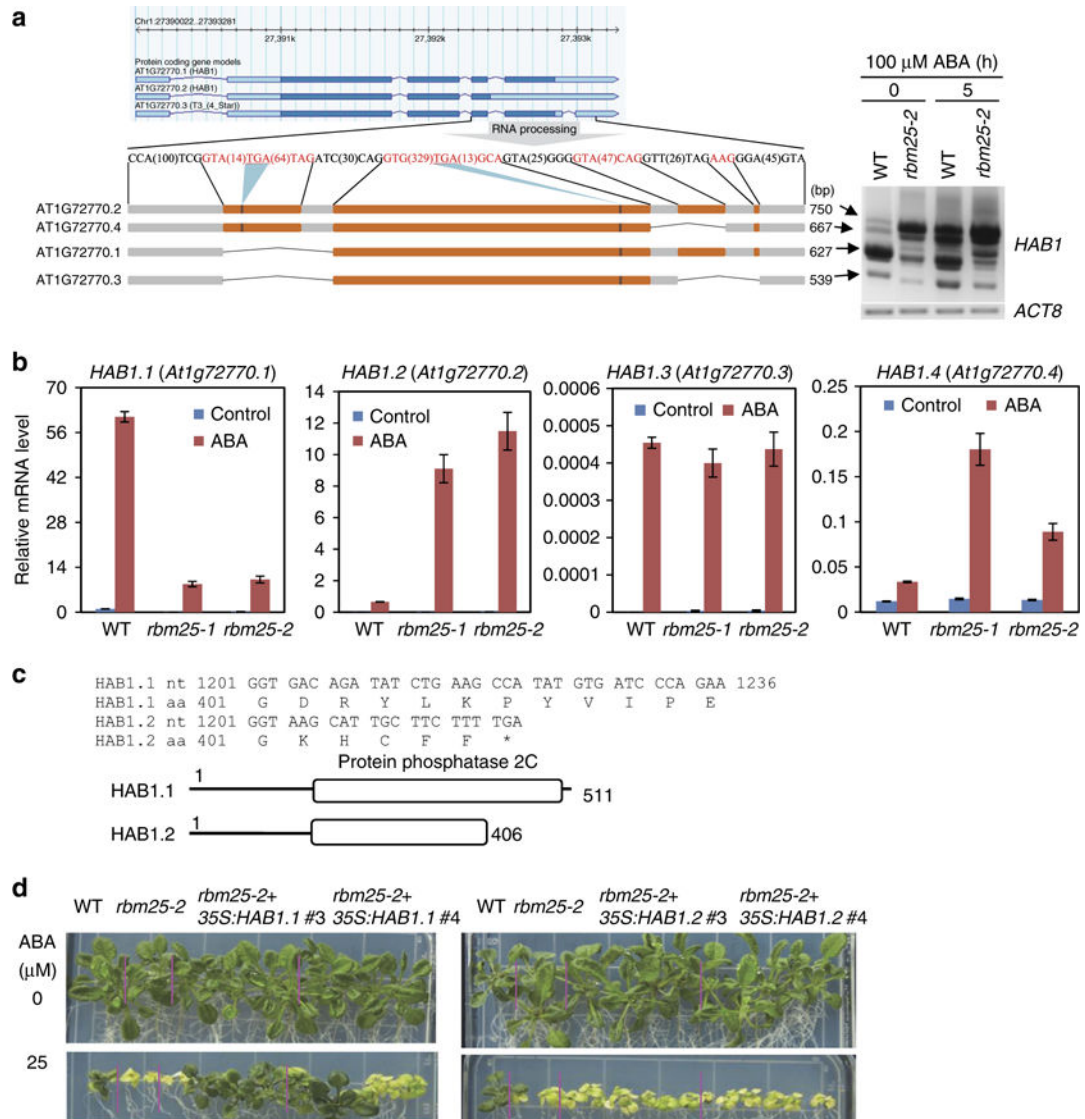 a
Chr1:27390022..27393281
27,391k 27,392k 27,393k
Protein coding gene models
AT1G72770.1 (HAB1)
AT1G72770.2 (HAB1)
AT1G72770.3 (T3_(4_Star))
RNA processing
CCA(100)TCGGTA(14)TGA(64)TAGATC(30)CAGGTG(329)TGA(13)GCAGTA(25)GGGGTA(47)CAGGTT(26)TAGAAGGGA(45)GTA
(bp)
AT1G72770.2 750
AT1G72770.4 667
AT1G72770.1 627
AT1G72770.3 539
100 µM ABA (h)
0 5
WT rbm25-2 WT rbm25-2
HAB1
ACT8
b
HAB1.1 (At1g72770.1)
Relative mRNA level
70
56
42
28
14
0
Control
ABA
WT rbm25-1 rbm25-2
HAB1.2 (At1g72770.2)
14
12
10
8
6
4
2
0
Control
ABA
WT rbm25-1 rbm25-2
HAB1.3 (At1g72770.3)
0.0006
0.0005
0.0004
0.0003
0.0002
0.0001
0
Control
ABA
WT rbm25-1 rbm25-2
HAB1.4 (At1g72770.4)
0.25
0.2
0.15
0.1
0.05
0
Control ABA
WT rbm25-1 rbm25-2
c
HAB1.1 nt 1201 GGT GAC AGA TAT CTG AAG CCA TAT GTG ATC CCA GAA 1236
HAB1.1 aa 401 G D R Y L K P Y V I P E
HAB1.2 nt 1201 GGT AAG CAT TGC TTC TTT TGA
HAB1.2 aa 401 G K H C F F *
Protein phosphatase 2C
HAB1.1 1 511
HAB1.2 1 406
d
WT rbm25-2 rbm25-2+ 35S:HAB1.1 #3 rbm25-2+ 35S:HAB1.1 #4
WT rbm25-2 rbm25-2+ 35S:HAB1.2 #3 rbm25-2+ 35S:HAB1.2 #4
ABA
(µM)
0
25